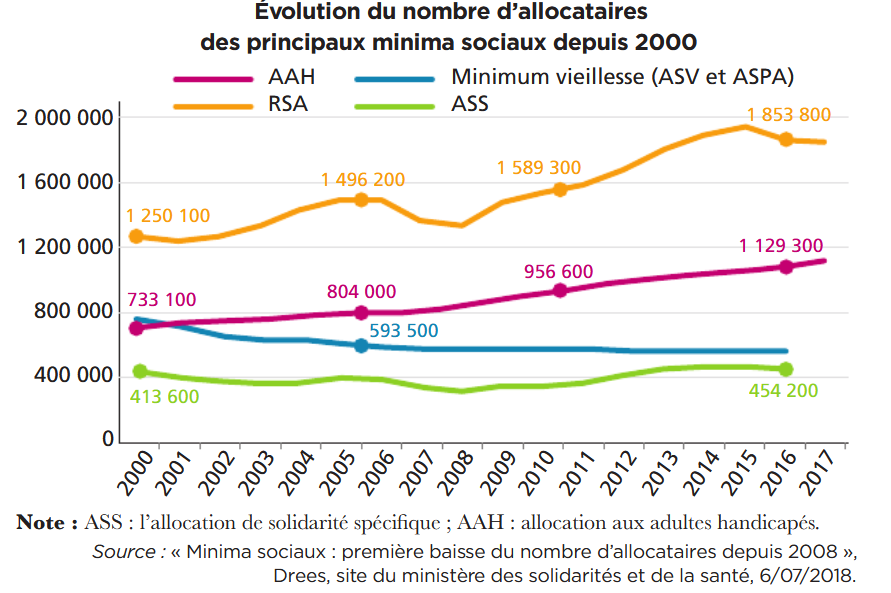 Évolution du nombre d’allocataires
des principaux minima sociaux depuis 2000
AAH Minimum vieillesse (ASV et ASPA)
RSA ASS
2 000 000
1 853 800
1 600 000
1 496 200
1 589 300
1 250 100
1 200 000
1 129 300
956 600
804 000
733 100
800 000
593 500
400 000
413 600
454 200
0
2000 2001 2002 2003 2004 2005 2006 2007 2008 2009 2010 2011 2012 2013 2014 2015 2016 2017
Note : ASS : l’allocation de solidarité spécifique ; AAH : allocation aux adultes handicapés.
Source : « Minima sociaux : première baisse du nombre d’allocataires depuis 2008 »,
Drees, site du ministère des solidarités et de la santé, 6/07/2018.